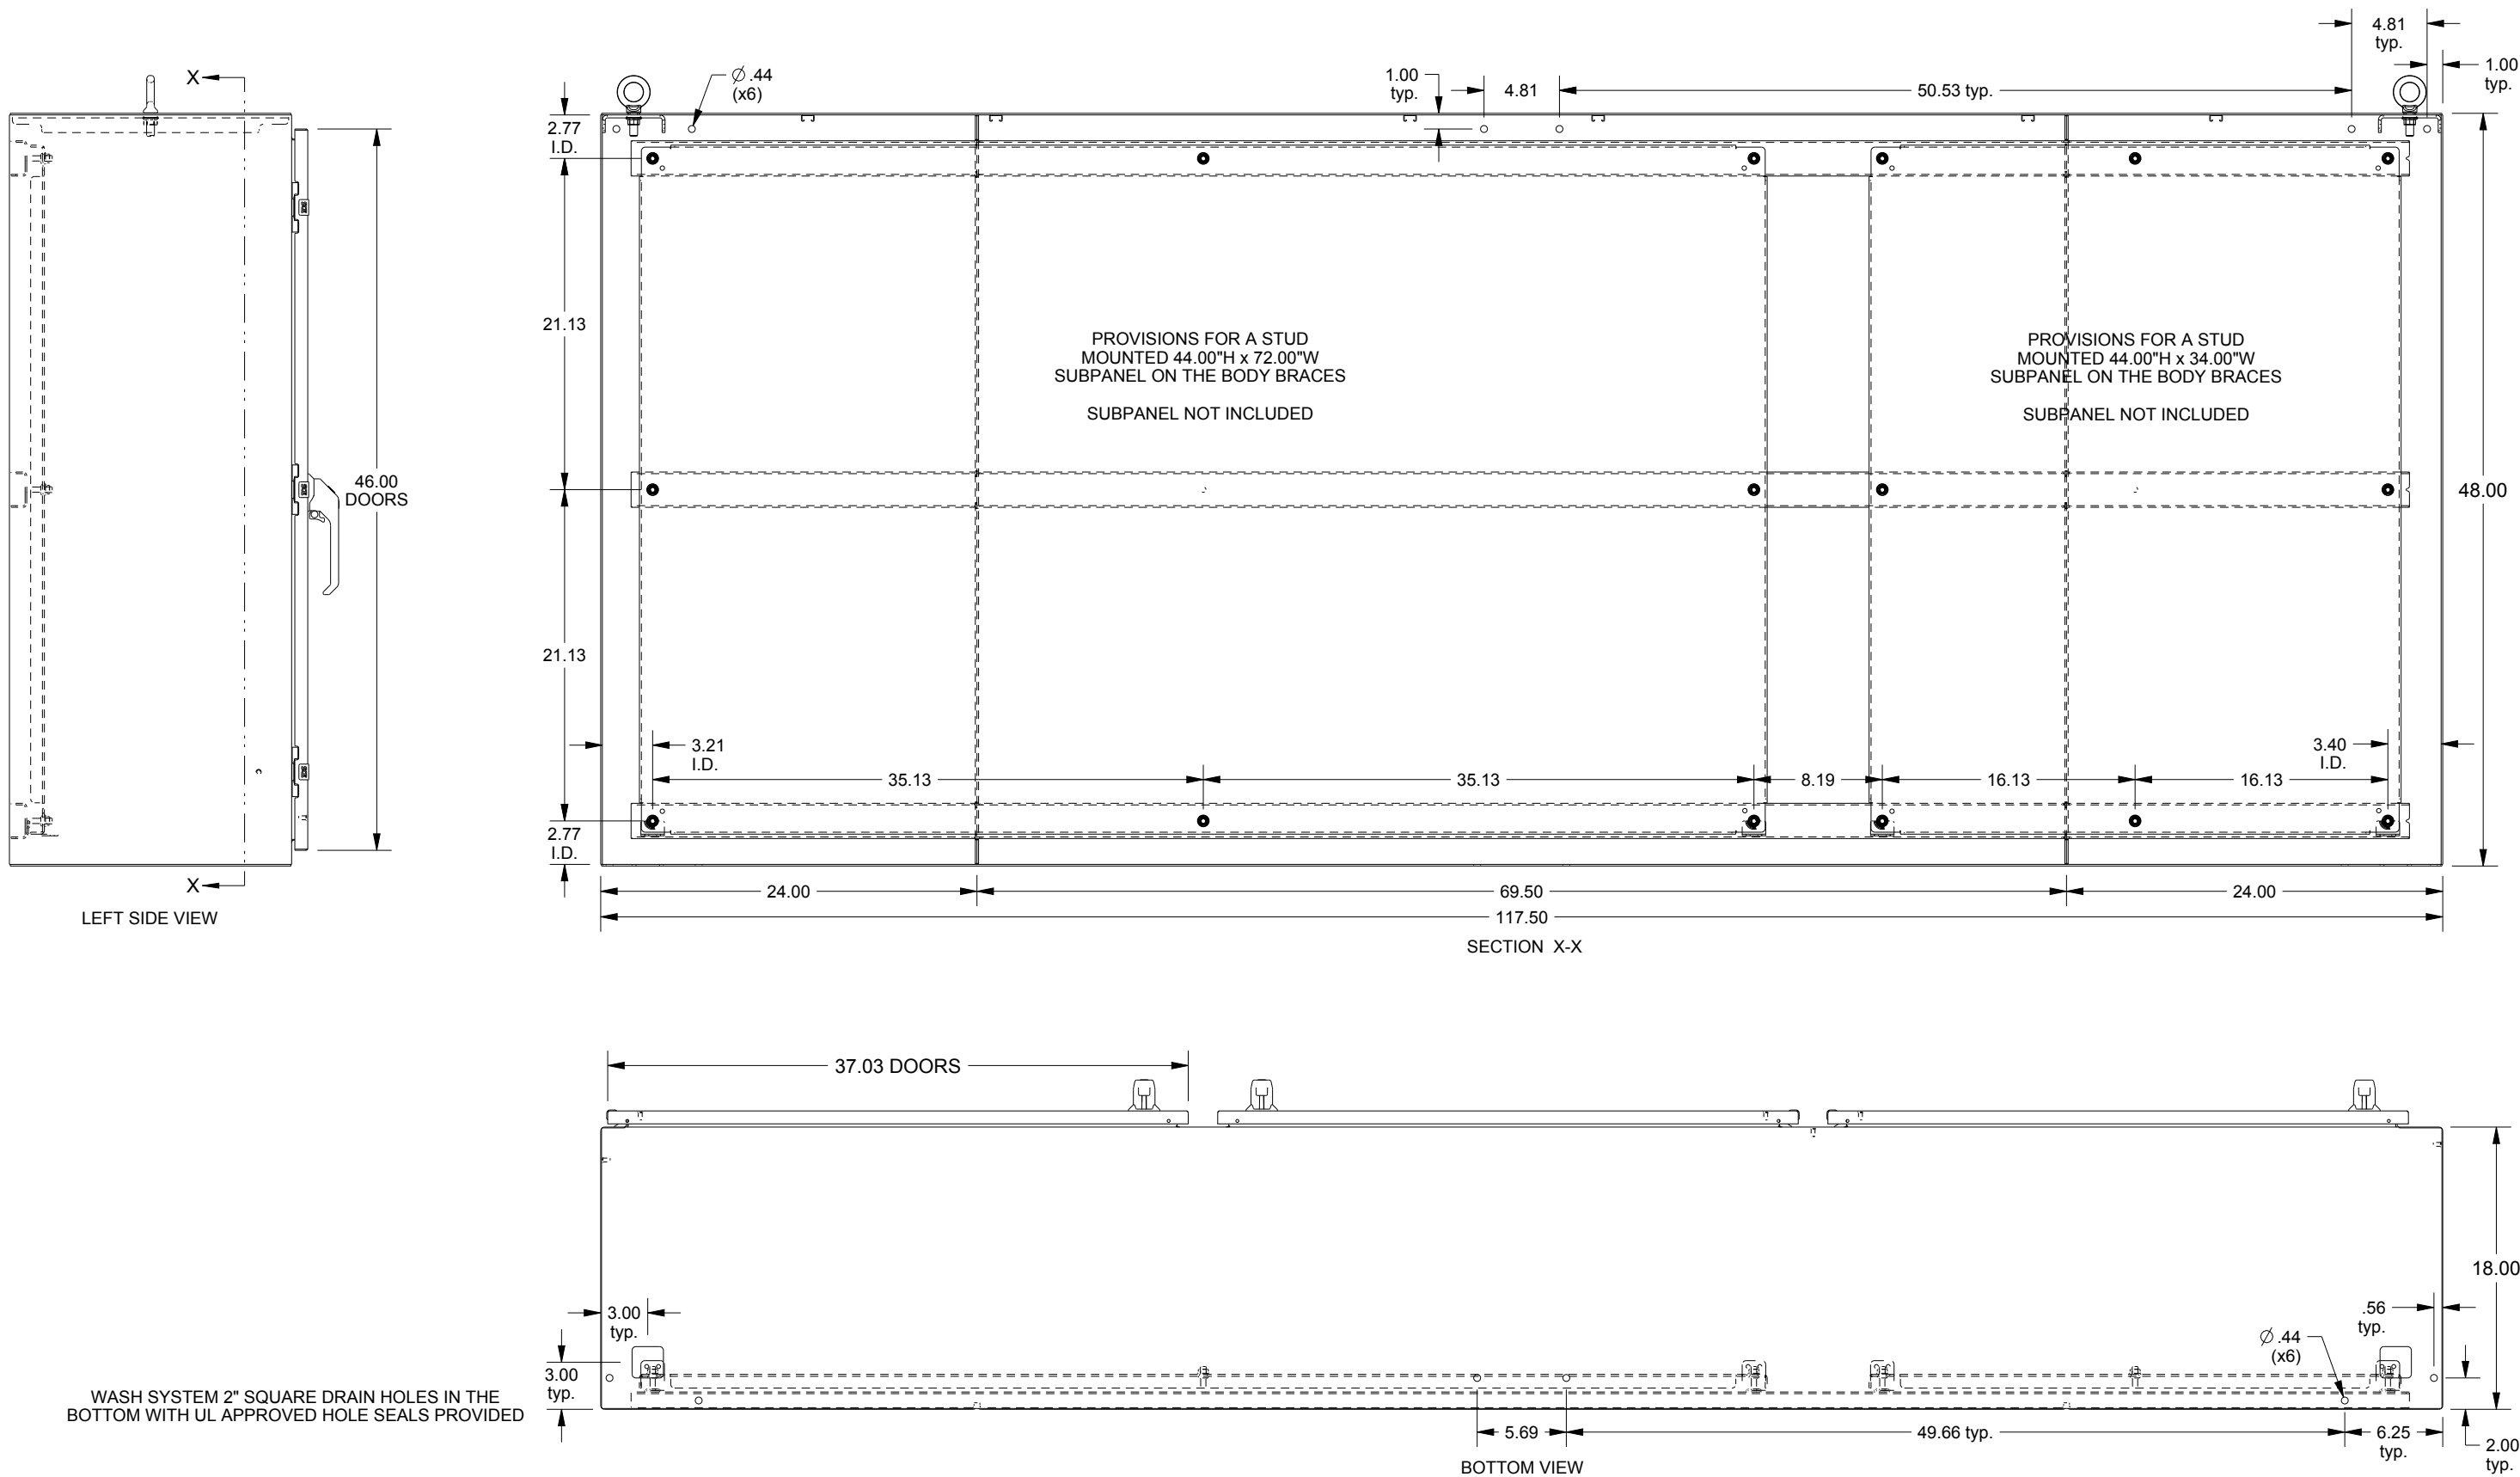 4.81
typ.
X
Ø .44
(x6)
1.00
typ.
4.81
50.53 typ.
1.00
typ.
2.77
I.D.
21.13
PROVISIONS FOR A STUD
MOUNTED 44.00"H x 72.00"W
SUBPANEL ON THE BODY BRACES
SUBPANEL NOT INCLUDED
PROVISIONS FOR A STUD
MOUNTED 44.00"H x 34.00"W
SUBPANEL ON THE BODY BRACES
SUBPANEL NOT INCLUDED
46.00
DOORS
48.00
21.13
3.21
I.D.
3.40
I.D.
35.13
35.13
8.19
16.13
16.13
2.77
I.D.
X
24.00
69.50
24.00
LEFT SIDE VIEW
117.50
SECTION X-X
37.03 DOORS
18.00
3.00
typ.
.56
typ.
Ø .44
(x6)
3.00
typ.
WASH SYSTEM 2" SQUARE DRAIN HOLES IN THE
BOTTOM WITH UL APPROVED HOLE SEALS PROVIDED
5.69
49.66 typ.
6.25
typ.
2.00
typ.
BOTTOM VIEW